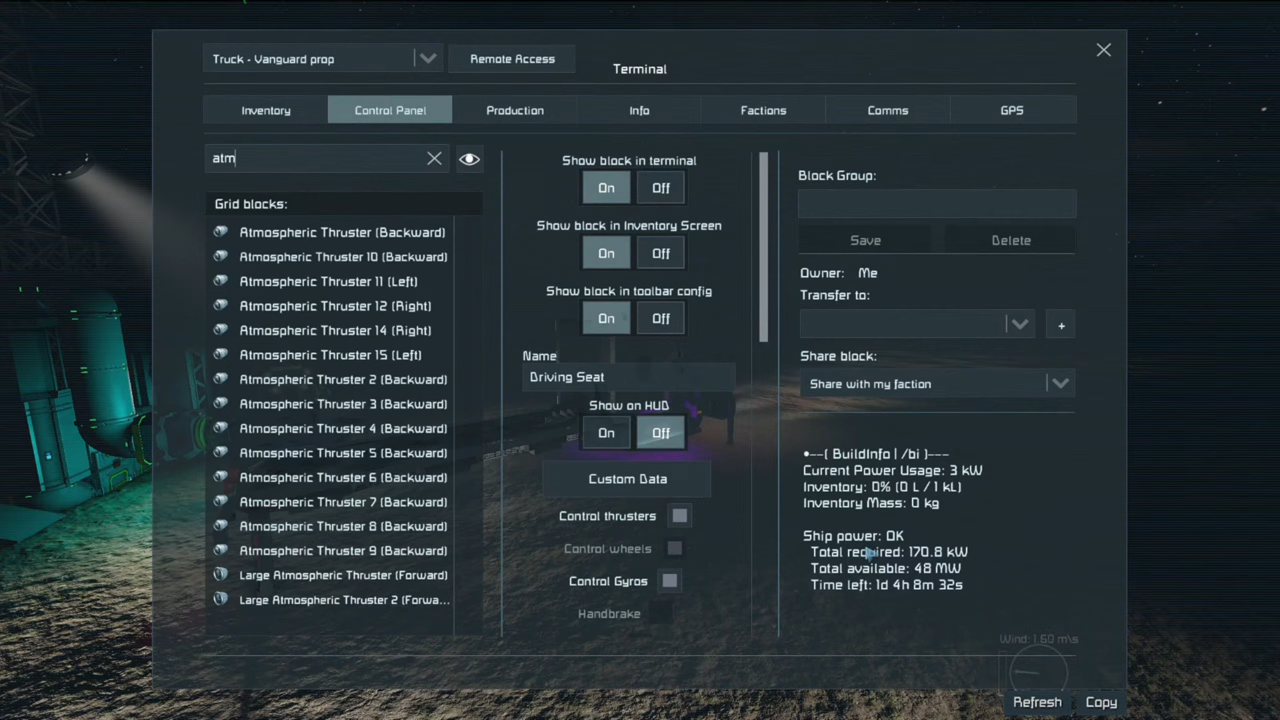 Truck - Vanguard prop
Remote Access
Terminal
Inventory
Control Panel
Production
Info
Factions
Comms
GPS
atm
Grid blocks:
Atmospheric Thruster (Backward)
Atmospheric Thruster 10 (Backward)
Atmospheric Thruster 11 (Left)
Atmospheric Thruster 12 (Right)
Atmospheric Thruster 14 (Right)
Atmospheric Thruster 15 (Left)
Atmospheric Thruster 2 (Backward)
Atmospheric Thruster 3 (Backward)
Atmospheric Thruster 4 (Backward)
Atmospheric Thruster 5 (Backward)
Atmospheric Thruster 6 (Backward)
Atmospheric Thruster 7 (Backward)
Atmospheric Thruster 8 (Backward)
Atmospheric Thruster 9 (Backward)
Large Atmospheric Thruster (Forward)
Large Atmospheric Thruster 2 (Forwa...
Show block in terminal
On Off
Show block in Inventory Screen
On Off
Show block in toolbar config
On Off
Name
Driving Seat
Show on HUD
On Off
Custom Data
Control thrusters
Control wheels
Control Gyros
Handbrake
Block Group:
Save
Delete
Owner: Me
Transfer to:
+
Share block:
Share with my faction
•--( BuildInfo | /bi )---
Current Power Usage: 3 kW
Inventory: 0% (0 L / 1 kL)
Inventory Mass: 0 kg
Ship power: OK
Total required: 170.8 kW
Total available: 48 MW
Time left: 1d 4h 8m 32s
Wind: 1.60 m\s
Refresh
Copy